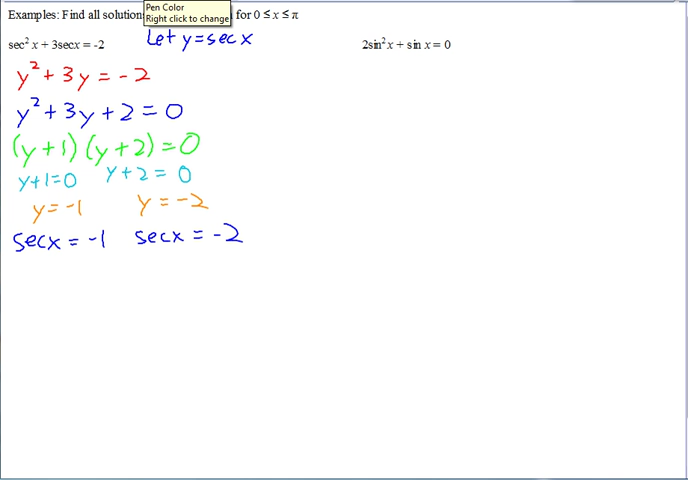 Pen Color
Right click to change
Examples: Find all solution for 0 ≤ x ≤ π
sec² x + 3secx = -2
Let y = sec x
2sin² x + sin x = 0
y² + 3y = -2
y² + 3y + 2 = 0
(y + 1) (y + 2) = 0
y+1=0 y+2 = 0
y = -1 y = -2
secx = -1 secx = -2